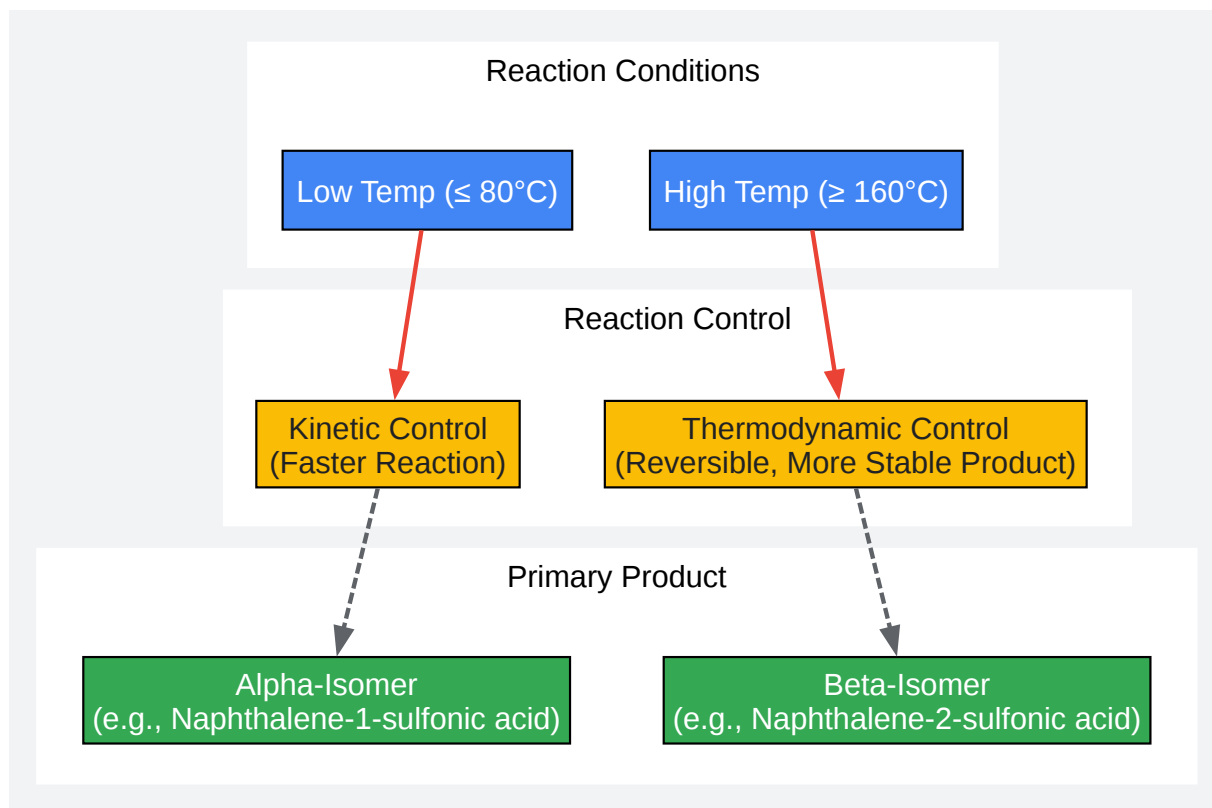 Reaction Conditions
Low Temp (≤ 80°C)
High Temp (≥ 160°C)
Reaction Control
Kinetic Control
(Faster Reaction)
Thermodynamic Control
(Reversible, More Stable Product)
Primary Product
Alpha-Isomer
(e.g., Naphthalene-1-sulfonic acid)
Beta-Isomer
(e.g., Naphthalene-2-sulfonic acid)